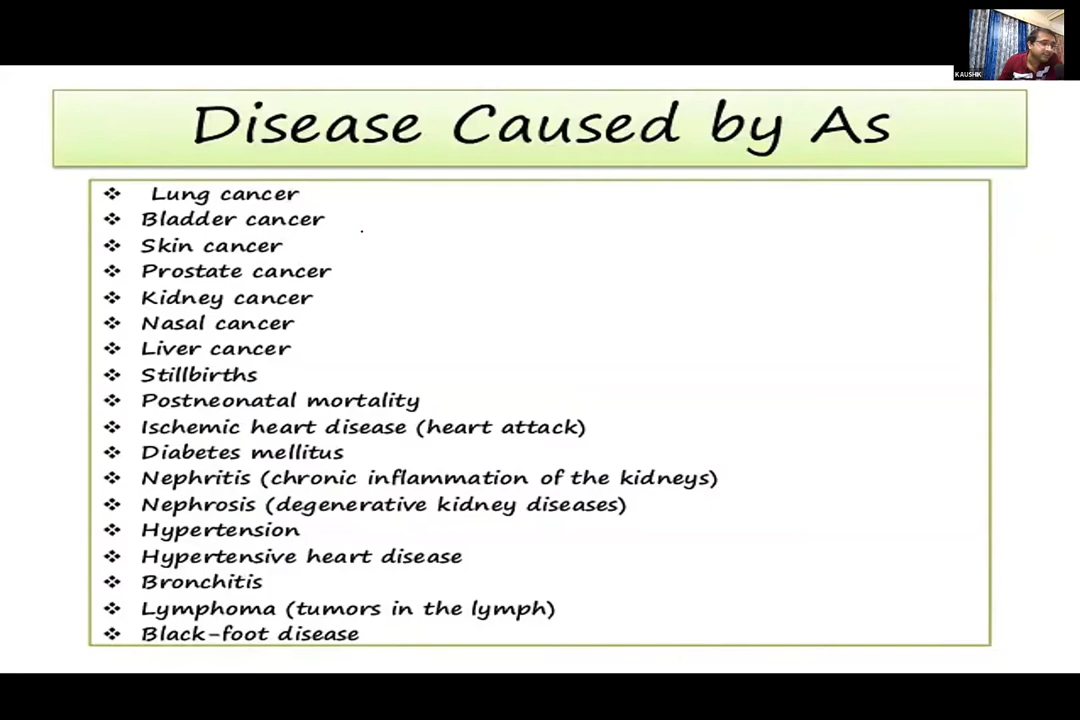 KAUSHIK
Disease Caused by As
❖ Lung cancer
❖ Bladder cancer
❖ Skin cancer
❖ Prostate cancer
❖ Kidney cancer
❖ Nasal cancer
❖ Liver cancer
❖ Stillbirths
❖ Postneonatal mortality
❖ Ischemic heart disease (heart attack)
❖ Diabetes mellitus
❖ Nephritis (chronic inflammation of the kidneys)
❖ Nephrosis (degenerative kidney diseases)
❖ Hypertension
❖ Hypertensive heart disease
❖ Bronchitis
❖ Lymphoma (tumors in the lymph)
❖ Black-foot disease